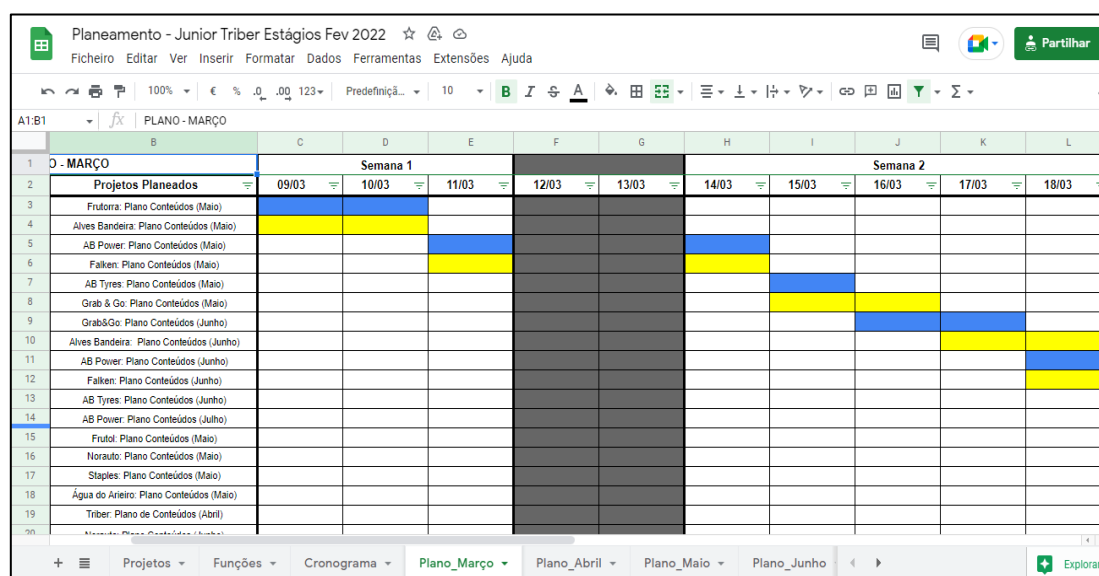 Planeamento - Junior Triber Estágios Fev 2022
Ficheiro Editar Ver Inserir Formatar Dados Ferramentas Extensões Ajuda
Partilhar
100% € % .0 .00 123 Predefiniçã... 10 B I S A
A1:B1 fx PLANO - MARÇO
B C D E F G H I J K L
1 O - MARÇO Semana 1 Semana 2
2 Projetos Planeados 09/03 10/03 11/03 12/03 13/03 14/03 15/03 16/03 17/03 18/03
3 Frutorra: Plano Conteúdos (Maio)
4 Alves Bandeira: Plano Conteúdos (Maio)
5 AB Power: Plano Conteúdos (Maio)
6 Falken: Plano Conteúdos (Maio)
7 AB Tyres: Plano Conteúdos (Maio)
8 Grab & Go: Plano Conteúdos (Maio)
9 Grab&Go: Plano Conteúdos (Junho)
10 Alves Bandeira: Plano Conteúdos (Junho)
11 AB Power: Plano Conteúdos (Junho)
12 Falken: Plano Conteúdos (Junho)
13 AB Tyres: Plano Conteúdos (Junho)
14 AB Power: Plano Conteúdos (Julho)
15 Frutol: Plano Conteúdos (Maio)
16 Norauto: Plano Conteúdos (Maio)
17 Staples: Plano Conteúdos (Maio)
18 Água do Arieiro: Plano Conteúdos (Maio)
19 Triber: Plano de Conteúdos (Abril)
20 Norauto: Plano Conteúdos (Junho)
Projetos Funções Cronograma Plano_Março Plano_Abril Plano_Maio Plano_Junho Explorar